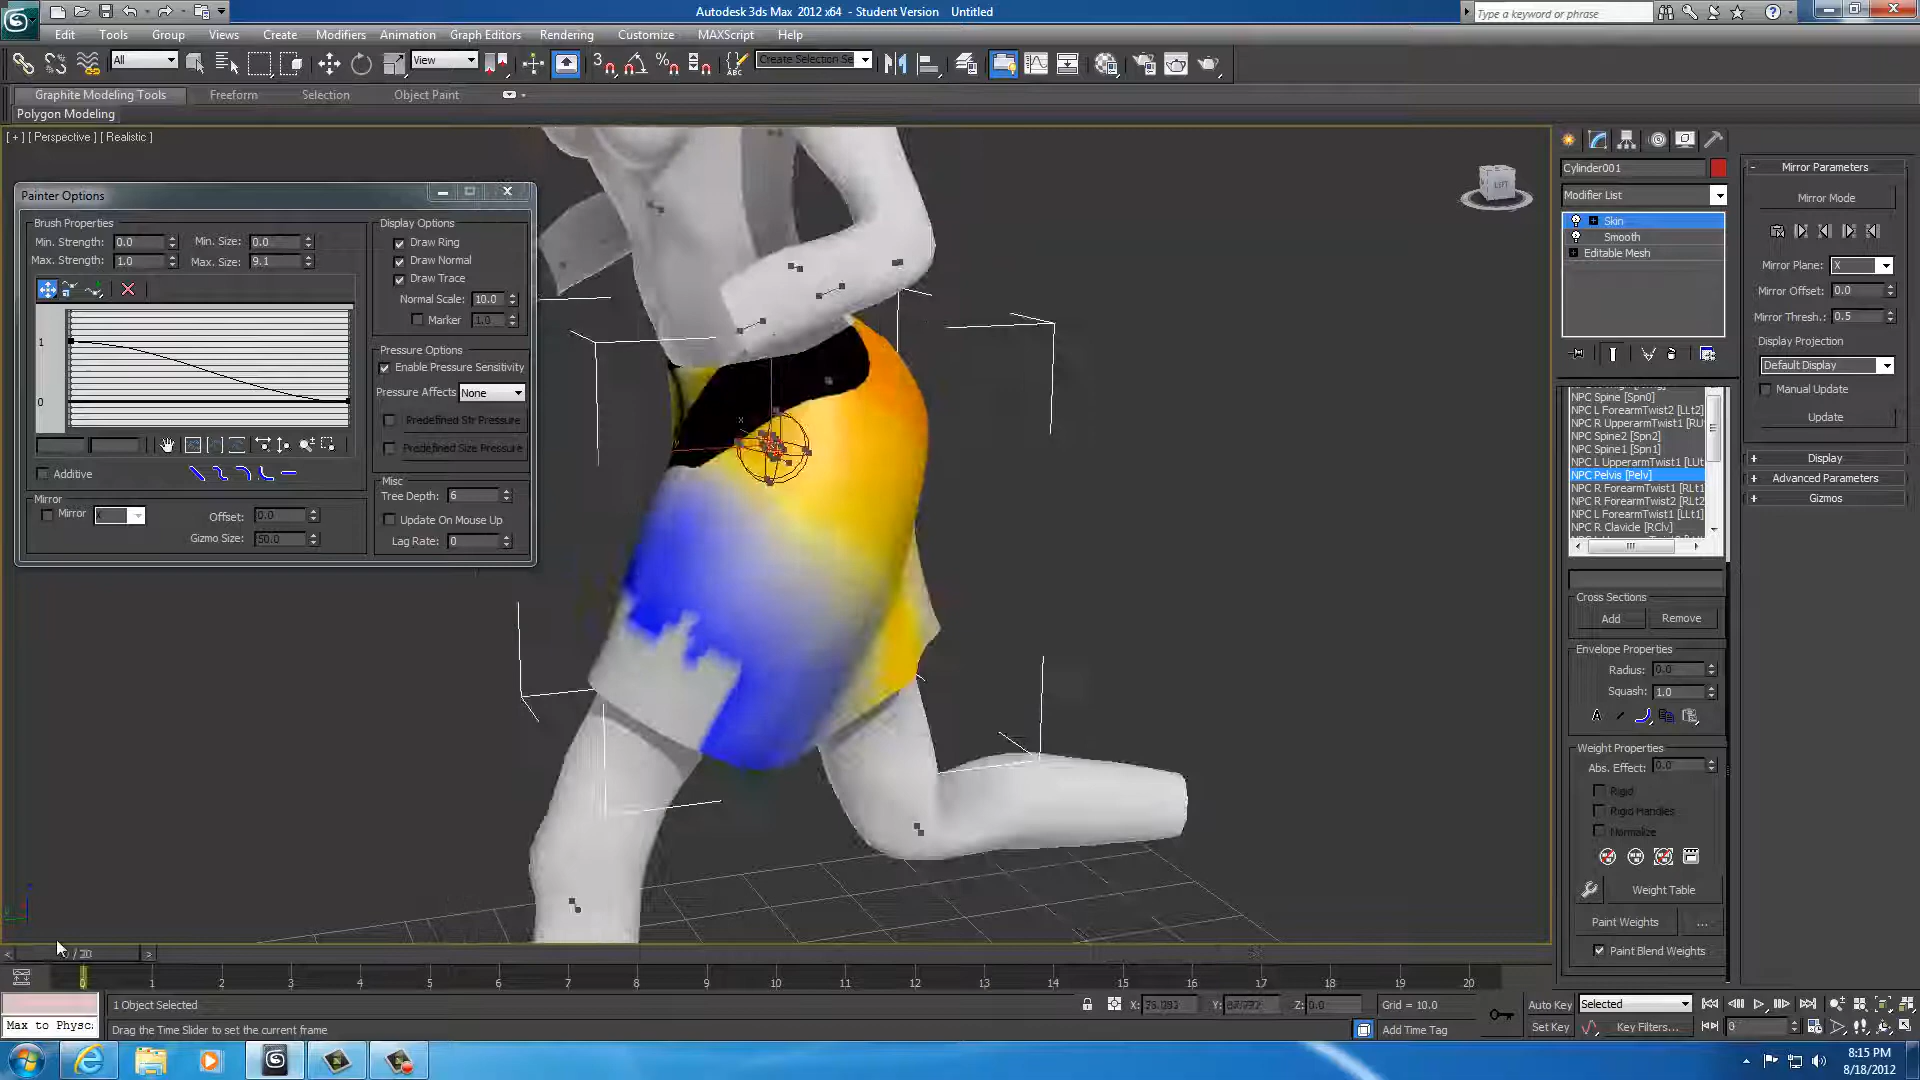 Autodesk 3ds Max 2012 x64 - Student Version Untitled
Type a keyword or phrase
Edit Tools Group Views Create Modifiers Animation Graph Editors Rendering Customize MAXScript Help
All View Create Selection Se
Graphite Modeling Tools Freeform Selection Object Paint
Polygon Modeling
[ + ] [ Perspective ] [ Realistic ]
Painter Options
Brush Properties
Min. Strength: 0.0 Min. Size: 0.0
Max. Strength: 1.0 Max. Size: 9.1
1
0
Additive
Mirror
Mirror X Offset: 0.0
Gizmo Size: 50.0
Display Options
Draw Ring
Draw Normal
Draw Trace
Normal Scale: 10.0
Marker 1.0
Pressure Options
Enable Pressure Sensitivity
Pressure Affects None
Predefined Str Pressure
Predefined Size Pressure
Misc
Tree Depth: 6
Update On Mouse Up
Lag Rate: 0
x
LEFT
Cylinder001
Modifier List
Skin
Smooth
Editable Mesh
NPC Spine [Spn0]
NPC L ForearmTwist2 [LLt2]
NPC R UpperarmTwist1 [RU
NPC Spine2 [Spn2]
NPC Spine1 [Spn1]
NPC L UpperarmTwist1 [LUt
NPC Pelvis [Pelv]
NPC R ForearmTwist1 [RLt1
NPC R ForearmTwist2 [RLt2
NPC L ForearmTwist1 [LLt1]
NPC R Clavicle [RClv]
Cross Sections
Add Remove
Envelope Properties
Radius: 0.0
Squash: 1.0
Weight Properties
Abs. Effect: 0.0
Rigid
Rigid Handles
Normalize
Weight Table
Paint Weights ...
Paint Blend Weights
Mirror Parameters
Mirror Mode
Mirror Plane: X
Mirror Offset: 0.0
Mirror Thresh.: 0.5
Display Projection
Default Display
Manual Update
Update
Display
Advanced Parameters
Gizmos
/ 20
0 1 2 3 4 5 6 7 8 9 10 11 12 13 14 15 16 17 18 19 20
1 Object Selected X: Y: Z: 0.0 Grid = 10.0 Auto Key Selected
Max to Physc: Drag the Time Slider to set the current frame Add Time Tag Set Key Key Filters... 0
8:15 PM
8/18/2012